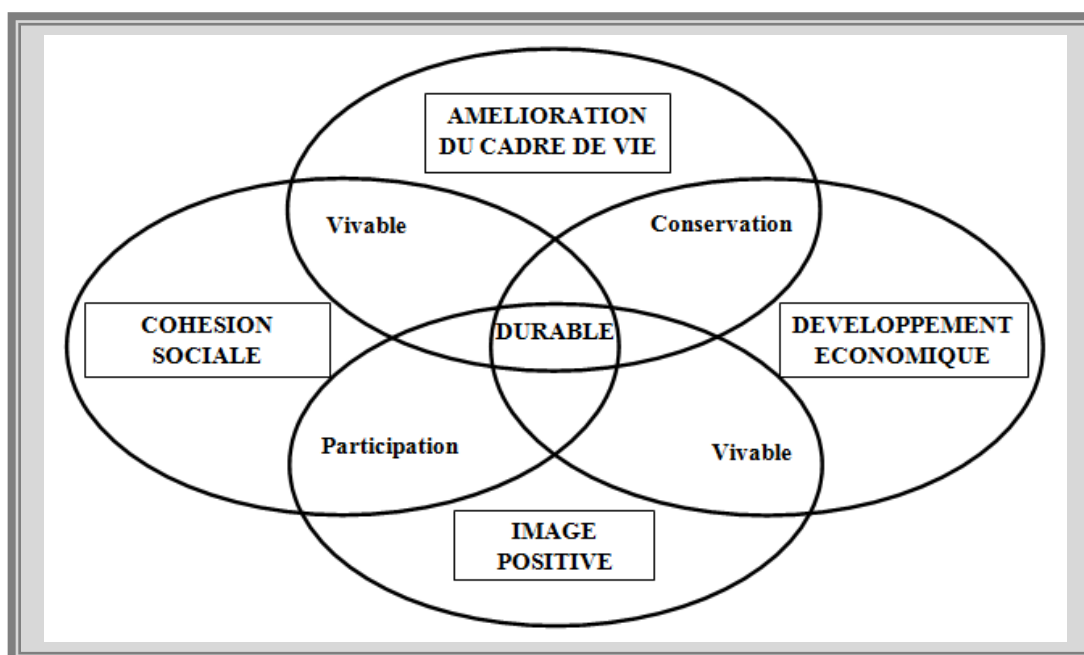 AMELIORATION
DU CADRE DE VIE
Vivable
Conservation
COHESION
SOCIALE
DURABLE
DEVELOPPEMENT
ECONOMIQUE
Participation
Vivable
IMAGE
POSITIVE